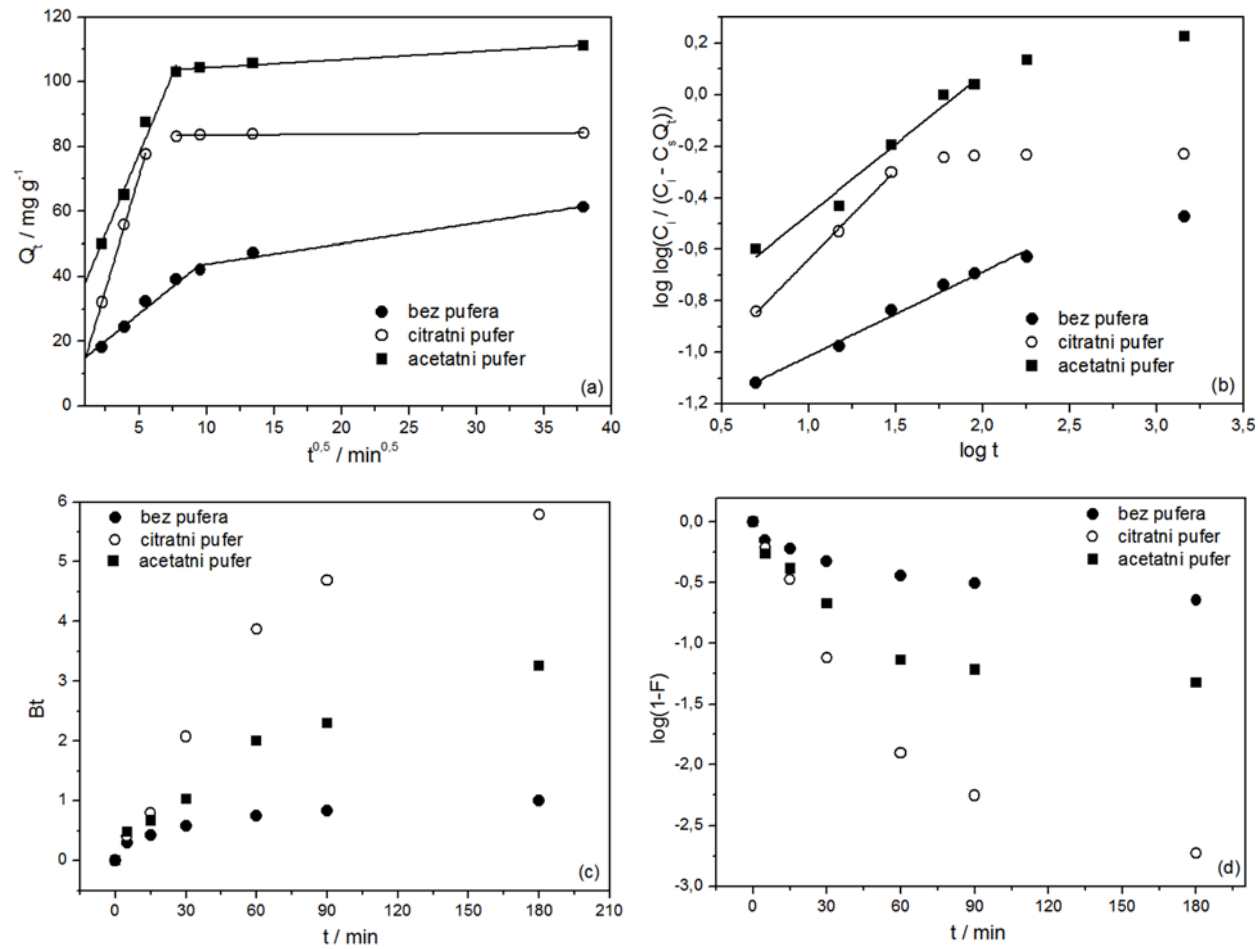 120
100
80
60
40
20
0
Qt / mg g-1
5 10 15 20 25 30 35 40
t0,5 / min0,5
bez pufera
citratni pufer
acetatni pufer
(a)
0,2
0,0
-0,2
-0,4
-0,6
-0,8
-1,0
-1,2
log log(Ci / (Ci - CsQt))
0,5 1,0 1,5 2,0 2,5 3,0 3,5
log t
bez pufera
citratni pufer
acetatni pufer
(b)
6
5
4
3
2
1
0
Bt
0 30 60 90 120 150 180 210
t / min
bez pufera
citratni pufer
acetatni pufer
(c)
0,0
-0,5
-1,0
-1,5
-2,0
-2,5
-3,0
log(1-F)
0 30 60 90 120 150 180
t / min
bez pufera
citratni pufer
acetatni pufer
(d)